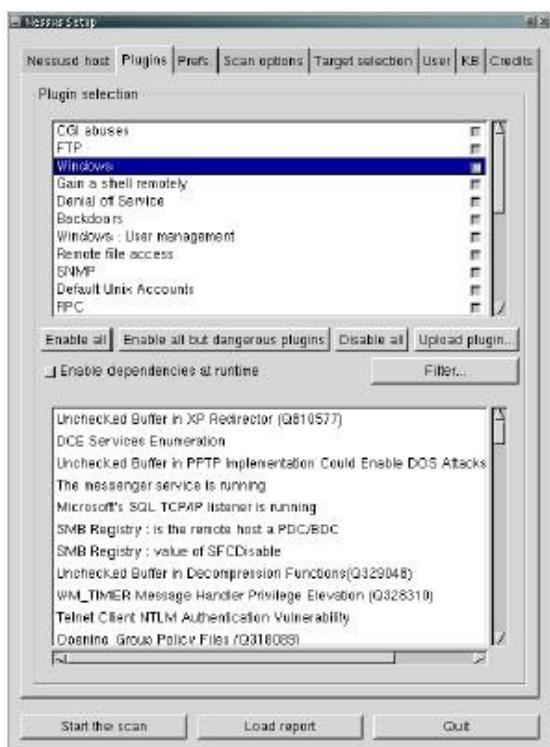 Nessus Setup
Nessusd host Plugins Prefs. Scan options Target selection User KB Credits
Plugin selection
CGI abuses
FTP
Windows
Gain a shell remotely
Denial of Service
Backdoors
Windows : User management
Remote file access
SNMP
Default Unix Accounts
RPC
Enable all Enable all but dangerous plugins Disable all Upload plugin...
Enable dependencies at runtime Filter...
Unchecked Buffer in XP Redirector (Q810577)
DCE Services Enumeration
Unchecked Buffer in PPTP Implementation Could Enable DOS Attacks
The messenger service is running
Microsoft's SQL TCP/IP listener is running
SMB Registry : is the remote host a PDC/BDC
SMB Registry : value of SFCDisable
Unchecked Buffer in Decompression Functions(Q329048)
WM_TIMER Message Handler Privilege Elevation (Q328310)
Telnet Client NTLM Authentication Vulnerability
Opening Group Policy Files (Q318089)
Start the scan Load report Quit